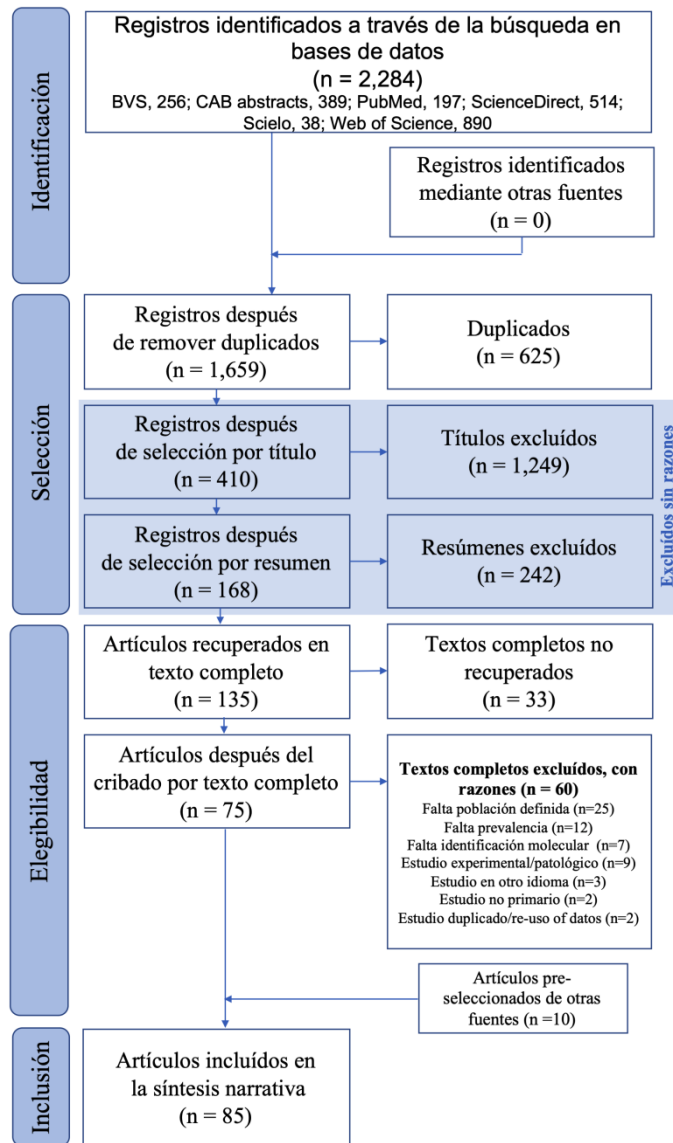 Identificación
Registros identificados a través de la búsqueda en
bases de datos
(n = 2,284)
BVS, 256; CAB abstracts, 389; PubMed, 197; ScienceDirect, 514;
Scielo, 38; Web of Science, 890
Registros identificados
mediante otras fuentes
(n = 0)
Selección
Registros después
de remover duplicados
(n = 1,659)
Duplicados
(n = 625)
Registros después
de selección por título
(n = 410)
Títulos excluídos
(n = 1,249)
Registros después
de selección por resumen
(n = 168)
Resúmenes excluídos
(n = 242)
Excluídos sin razones
Elegibilidad
Artículos recuperados en
texto completo
(n = 135)
Textos completos no
recuperados
(n = 33)
Artículos después del
cribado por texto completo
(n = 75)
Textos completos excluídos, con
razones (n = 60)
Falta población definida (n=25)
Falta prevalencia (n=12)
Falta identificación molecular (n=7)
Estudio experimental/patológico (n=9)
Estudio en otro idioma (n=3)
Estudio no primario (n=2)
Estudio duplicado/re-uso of datos (n=2)
Artículos pre-
seleccionados de otras
fuentes (n =10)
Inclusión
Artículos incluídos en
la síntesis narrativa
(n = 85)